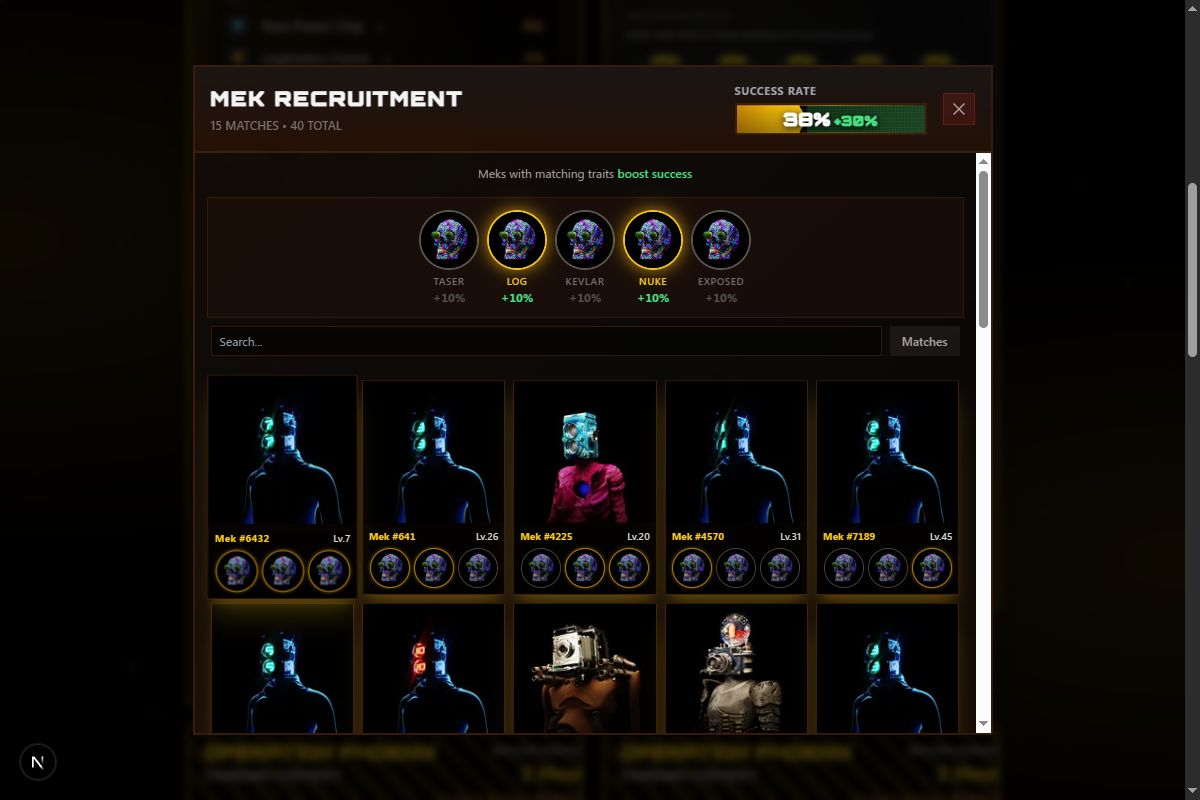 MEK RECRUITMENT
15 MATCHES • 40 TOTAL
SUCCESS RATE
38% +30%
Meks with matching traits boost success
TASER LOG KEVLAR NUKE EXPOSED
+10% +10% +10% +10% +10%
Search...
Matches
Mek #6432 Lv.7
Mek #641 Lv.26
Mek #4225 Lv.20
Mek #4570 Lv.31
Mek #7189 Lv.45
N